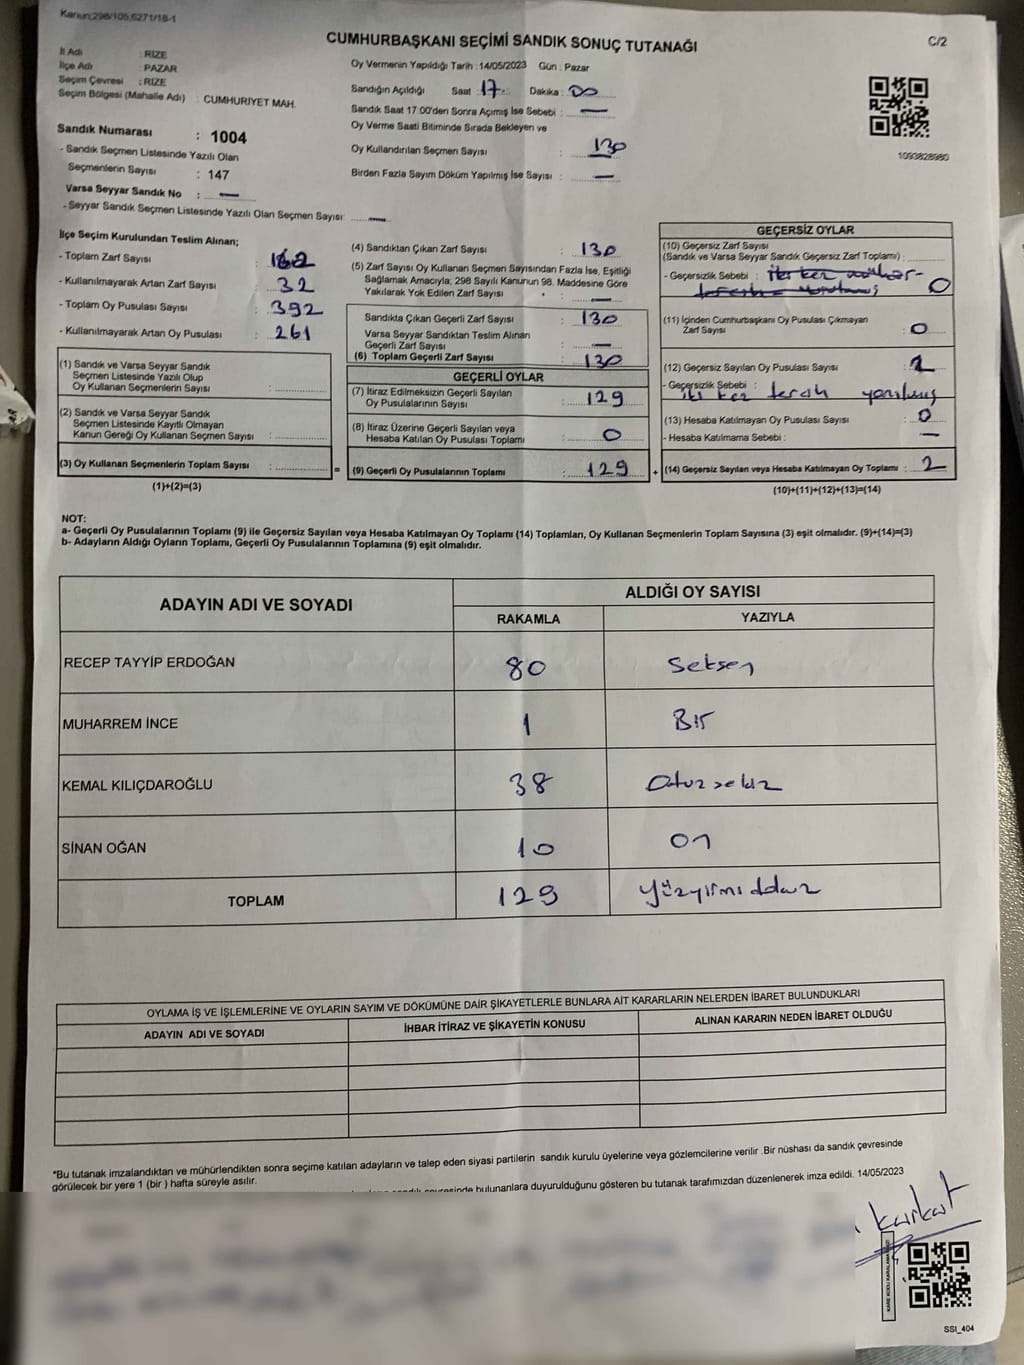 Kanun;298/105,6271/18-1
C/2
CUMHURBAŞKANI SEÇİMİ SANDIK SONUÇ TUTANAĞI
İl Adı : RİZE
İlçe Adı : PAZAR
Seçim Çevresi : RİZE
Seçim Bölgesi (Mahalle Adı) : CUMHURİYET MAH.
Sandık Numarası : 1004
- Sandık Seçmen Listesinde Yazılı Olan
Seçmenlerin Sayısı : 147
Varsa Seyyar Sandık No : —
- Seyyar Sandık Seçmen Listesinde Yazılı Olan Seçmen Sayısı: —
Oy Vermenin Yapıldığı Tarih :14/05/2023 Gün : Pazar
Sandığın Açıldığı Saat 17 Dakika : 00
Sandık Saat 17:00'den Sonra Açımış İse Sebebi : —
Oy Verme Saati Bitiminde Sırada Bekleyen ve
Oy Kullandırılan Seçmen Sayısı : 130
Birden Fazla Sayım Döküm Yapılmış İse Sayısı : —
1093828980
İlçe Seçim Kurulundan Teslim Alınan;
- Toplam Zarf Sayısı : 162
- Kullanılmayarak Artan Zarf Sayısı : 32
- Toplam Oy Pusulası Sayısı : 392
- Kullanılmayarak Artan Oy Pusulası : 261
(1) Sandık ve Varsa Seyyar Sandık
Seçmen Listesinde Yazılı Olup
Oy Kullanan Seçmenlerin Sayısı :
(2) Sandık ve Varsa Seyyar Sandık
Seçmen Listesinde Kayıtlı Olmayan
Kanun Gereği Oy Kullanan Seçmen Sayısı :
(3) Oy Kullanan Seçmenlerin Toplam Sayısı : =
(1)+(2)=(3)
(4) Sandıktan Çıkan Zarf Sayısı : 130
(5) Zarf Sayısı Oy Kullanan Seçmen Sayısından Fazla İse, Eşitliği
Sağlamak Amacıyla; 298 Sayılı Kanunun 98. Maddesine Göre
Yakılarak Yok Edilen Zarf Sayısı : —
Sandıkta Çıkan Geçerli Zarf Sayısı : 130
Varsa Seyyar Sandıktan Teslim Alınan
Geçerli Zarf Sayısı : —
(6) Toplam Geçerli Zarf Sayısı : 130
GEÇERLİ OYLAR
(7) İtiraz Edilmeksizin Geçerli Sayılan
Oy Pusulalarının Sayısı : 129
(8) İtiraz Üzerine Geçerli Sayılan veya
Hesaba Katılan Oy Pusulası Toplamı : 0
(9) Geçerli Oy Pusulalarının Toplamı : 129 +
GEÇERSİZ OYLAR
(10) Geçersiz Zarf Sayısı
(Sandık ve Varsa Seyyar Sandık Geçersiz Zarf Toplamı) :
- Geçersizlik Sebebi : 0
(11) İçinden Cumhurbaşkanı Oy Pusulası Çıkmayan
Zarf Sayısı : 0
(12) Geçersiz Sayılan Oy Pusulası Sayısı :
- Geçersizlik Sebebi : iki kez tercih yapılmış
(13) Hesaba Katılmayan Oy Pusulası Sayısı : 0
- Hesaba Katılmama Sebebi : —
(14) Geçersiz Sayılan veya Hesaba Katılmayan Oy Toplamı : 2
(10)+(11)+(12)+(13)=(14)
NOT:
a- Geçerli Oy Pusulalarının Toplamı (9) ile Geçersiz Sayılan veya Hesaba Katılmayan Oy Toplamı (14) Toplamları, Oy Kullanan Seçmenlerin Toplam Sayısına (3) eşit olmalıdır. (9)+(14)=(3)
b- Adayların Aldığı Oyların Toplamı, Geçerli Oy Pusulalarının Toplamına (9) eşit olmalıdır.
ADAYIN ADI VE SOYADI
ALDIĞI OY SAYISI
RAKAMLA YAZIYLA
RECEP TAYYİP ERDOĞAN 80 Seksen
MUHARREM İNCE 1 Bir
KEMAL KILIÇDAROĞLU 38 Otuzsekiz
SİNAN OĞAN 10 On
TOPLAM 129 Yüzyirmidokuz
OYLAMA İŞ VE İŞLEMLERİNE VE OYLARIN SAYIM VE DÖKÜMÜNE DAİR ŞİKAYETLERLE BUNLARA AİT KARARLARIN NELERDEN İBARET BULUNDUKLARI
ADAYIN ADI VE SOYADI İHBAR İTİRAZ VE ŞİKAYETİN KONUSU ALINAN KARARIN NEDEN İBARET OLDUĞU
*Bu tutanak imzalandıktan ve mühürlendikten sonra seçime katılan adayların ve talep eden siyasi partilerin sandık kurulu üyelerine veya gözlemcilerine verilir .Bir nüshası da sandık çevresinde
görülecek bir yere 1 (bir ) hafta süreyle asılır.
bulunanlara duyurulduğunu gösteren bu tutanak tarafımızdan düzenlenerek imza edildi. 14/05/2023
SSI_404